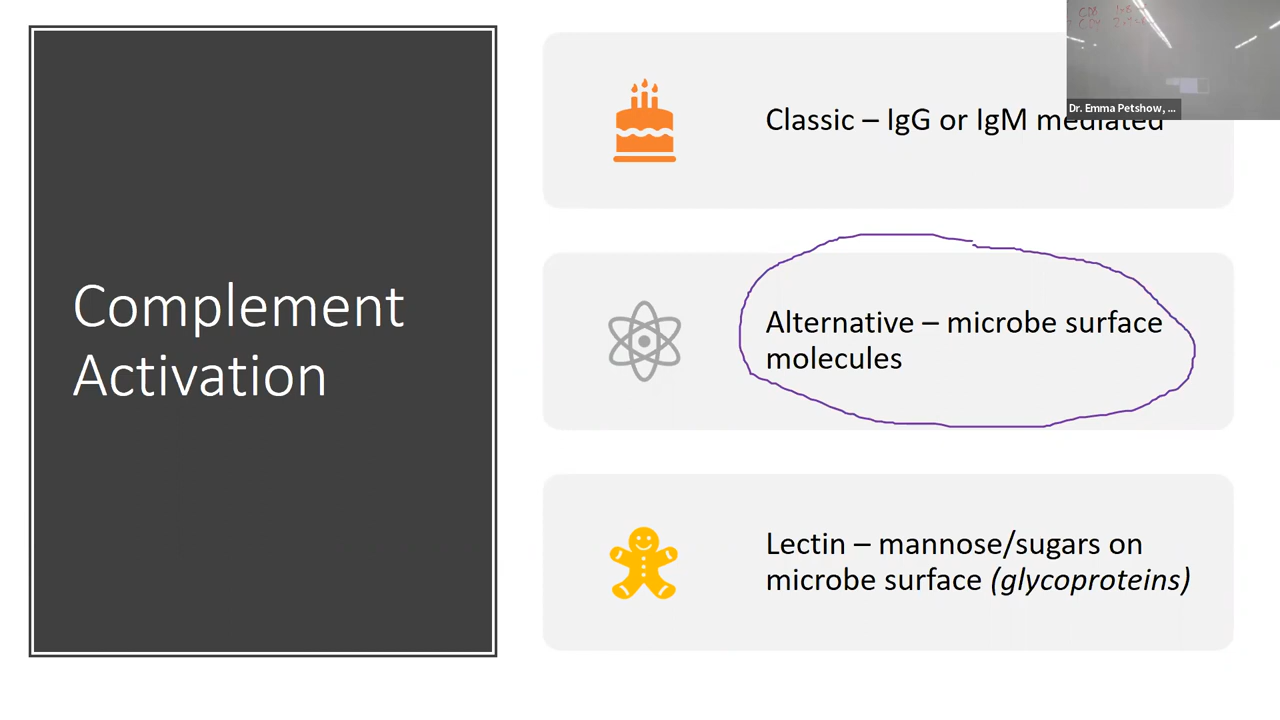 Complement
Activation
Classic – IgG or IgM mediated
Alternative – microbe surface
molecules
Lectin – mannose/sugars on
microbe surface (glycoproteins)
Dr. Emma Petshow, ...